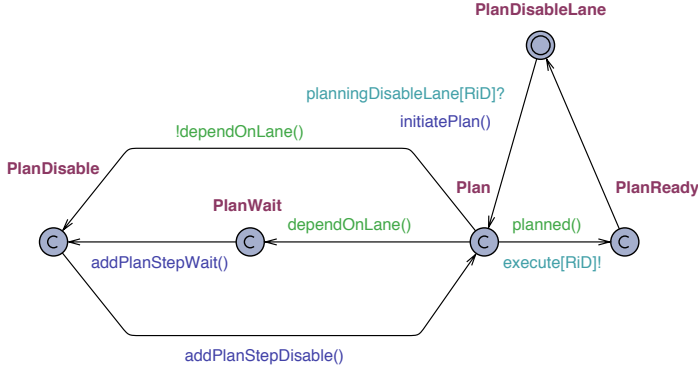 PlanDisableLane
planningDisableLane[RiD]?
initiatePlan()
!dependOnLane()
PlanDisable
Plan
PlanReady
PlanWait
dependOnLane()
planned()
C
C
C
C
addPlanStepWait()
execute[RiD]!
addPlanStepDisable()